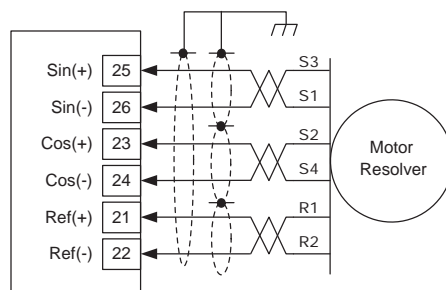 Sin(+) 25 S3
Sin(-) 26 S1
Cos(+) 23 S2
Cos(-) 24 S4
Ref(+) 21 R1
Ref(-) 22 R2
Motor
Resolver